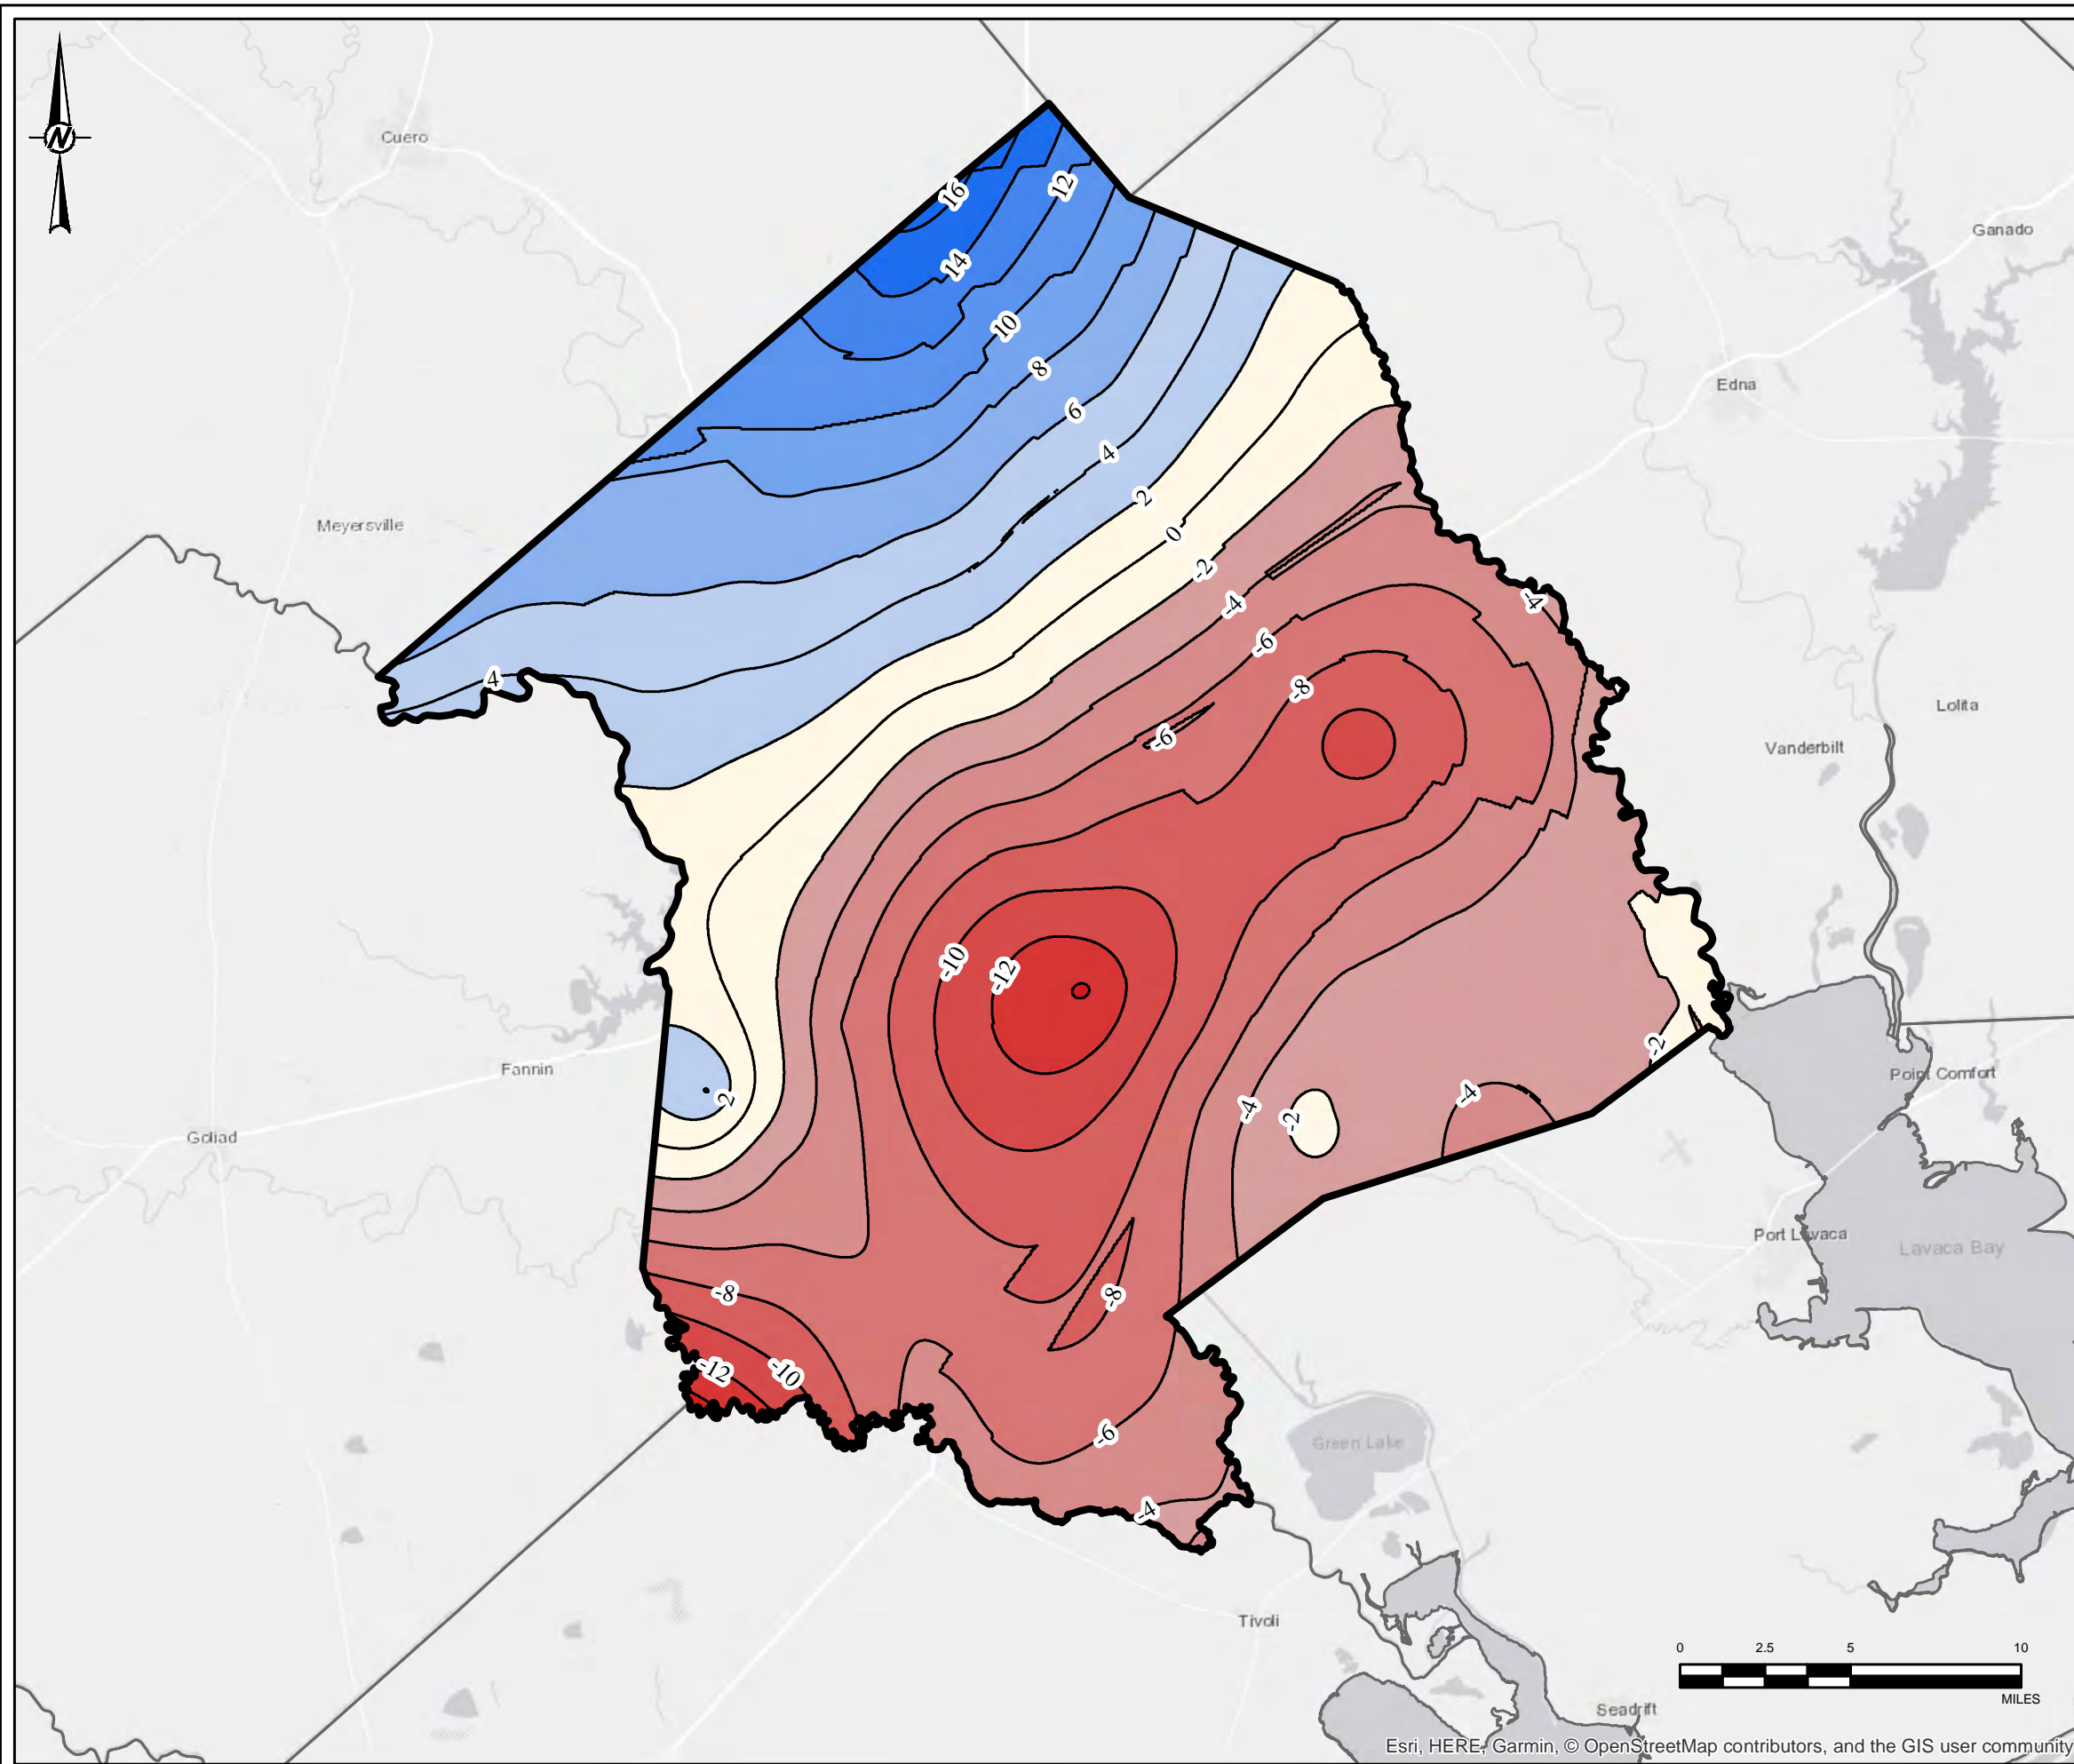 N
Cuero
16
12
Ganado
14
10
8
Edna
6
4
2
Meyersville
0
-2
-4
-4
-6
4
-8
Lolita
-6
Vanderbilt
-10
-12
-2
Fannin
Point Comfort
2
-4
-2
-4
Goliad
Port Lavaca
Lavaca Bay
-8
-8
-12
-10
-6
Green Lake
-4
Tivoli
0 2.5 5 10
MILES
Seadrift
Esri, HERE, Garmin, © OpenStreetMap contributors, and the GIS user community